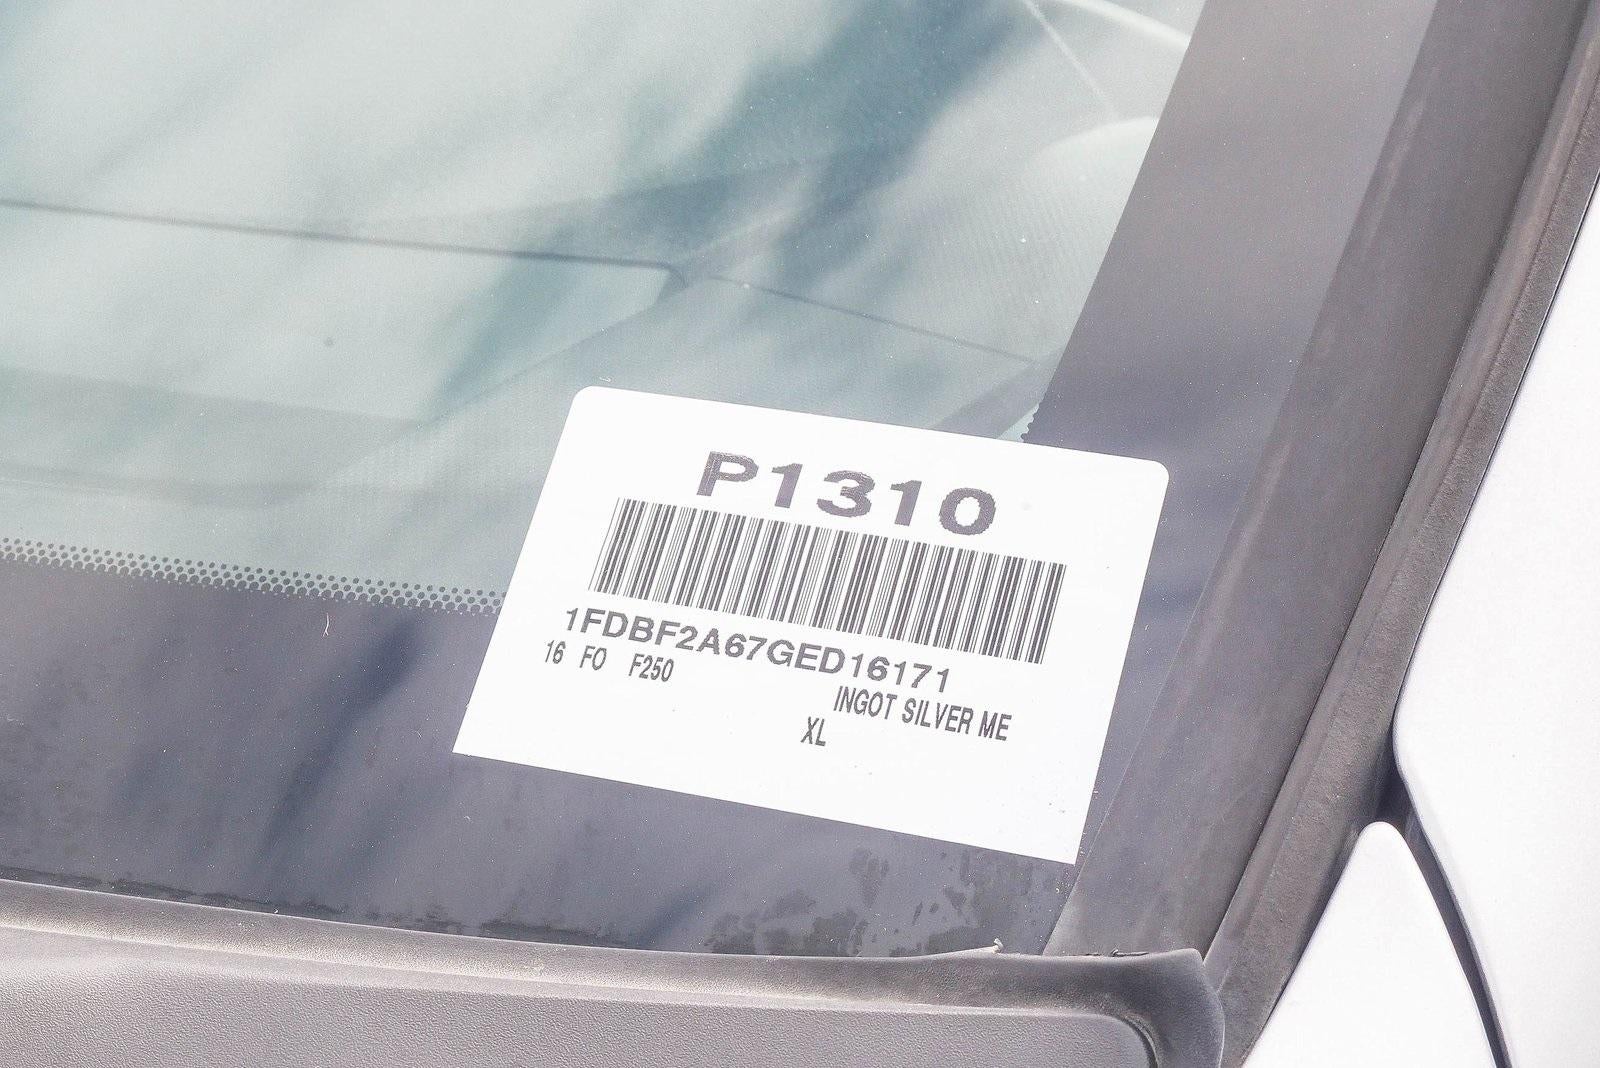 P1310
1FDBF2A67GED16171
16 FO F250
INGOT SILVER ME
XL